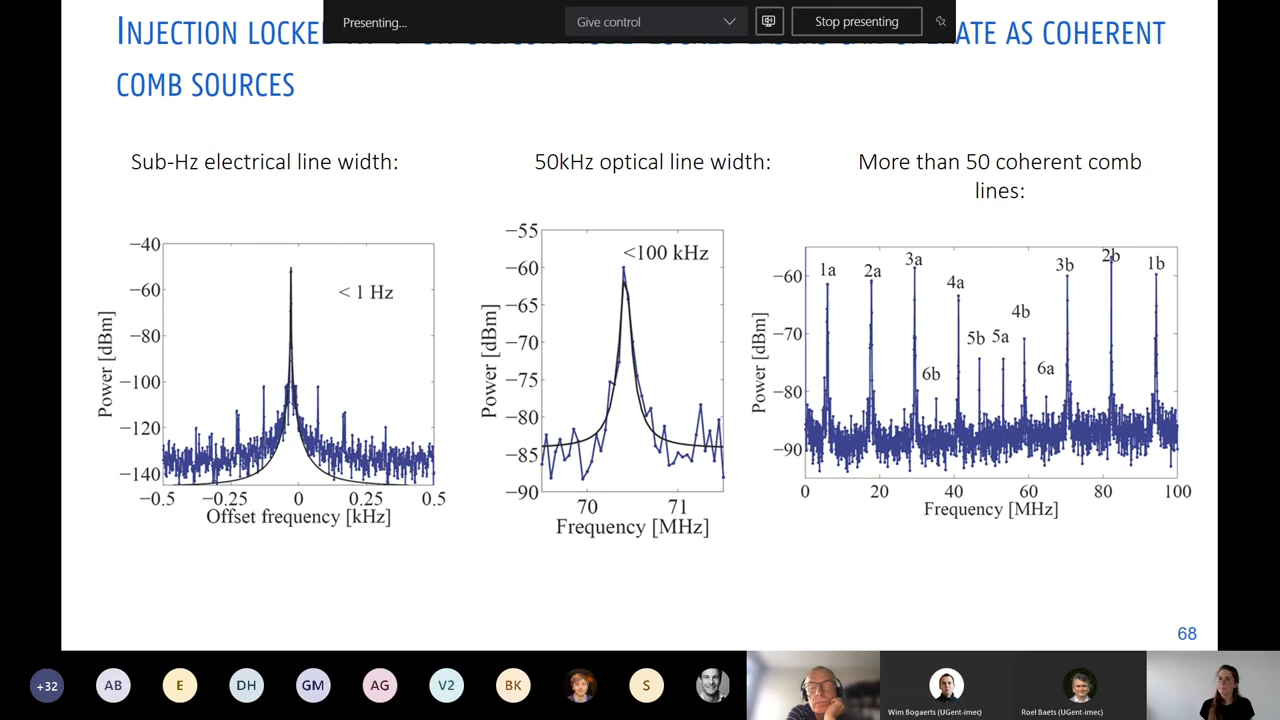 Presenting...
Give control
Stop presenting
INJECTION LOCKED
LASERS CAN OPERATE AS COHERENT
COMB SOURCES
Sub-Hz electrical line width:
50kHz optical line width:
More than 50 coherent comb
lines:
−40
−60
−80
−100
−120
−140
Power [dBm]
< 1 Hz
−0.5
−0.25
0
0.25
0.5
Offset frequency [kHz]
−55
−60
−65
−70
−75
−80
−85
−90
Power [dBm]
<100 kHz
70
71
Frequency [MHz]
−60
−70
−80
−90
Power [dBm]
1a
2a
3a
4a
5b
5a
4b
6b
6a
3b
2b
1b
0
20
40
60
80
100
Frequency [MHz]
68
+32
AB
E
DH
GM
AG
V2
BK
S
Wim Bogaerts (UGent-imec)
Roel Baets (UGent-imec)